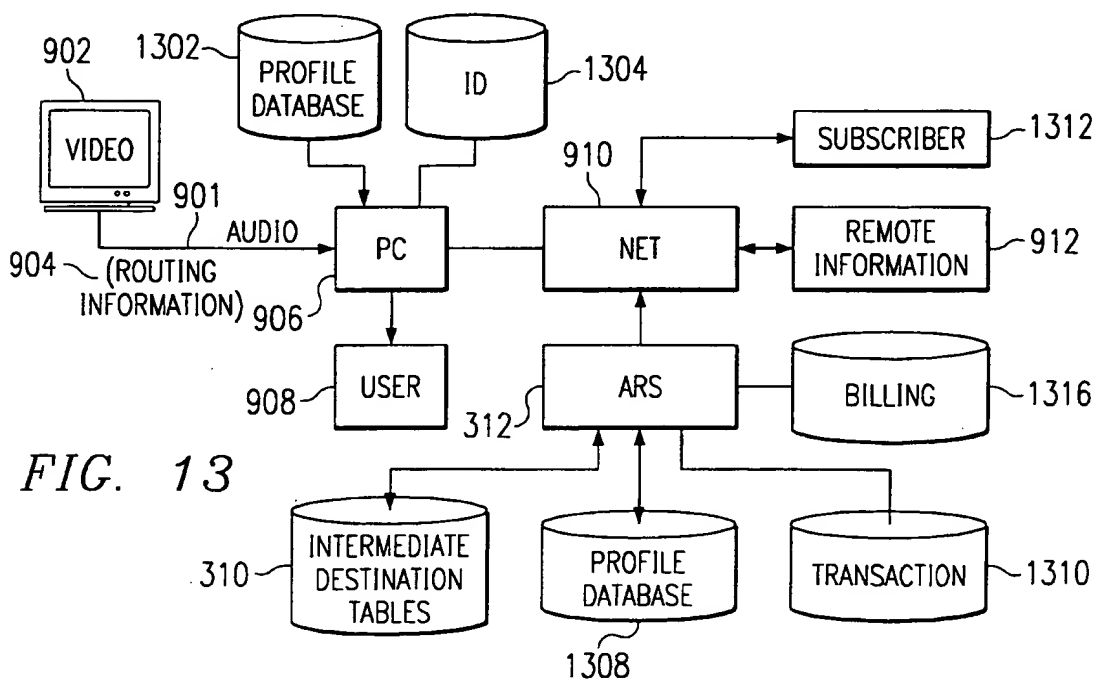 902
1302
PROFILE
DATABASE
ID
1304
VIDEO
910
SUBSCRIBER
1312
901
AUDIO
PC
NET
REMOTE
INFORMATION
912
904
(ROUTING
INFORMATION)
906
USER
908
ARS
312
BILLING
1316
FIG. 13
INTERMEDIATE
DESTINATION
TABLES
310
PROFILE
DATABASE
1308
TRANSACTION
1310